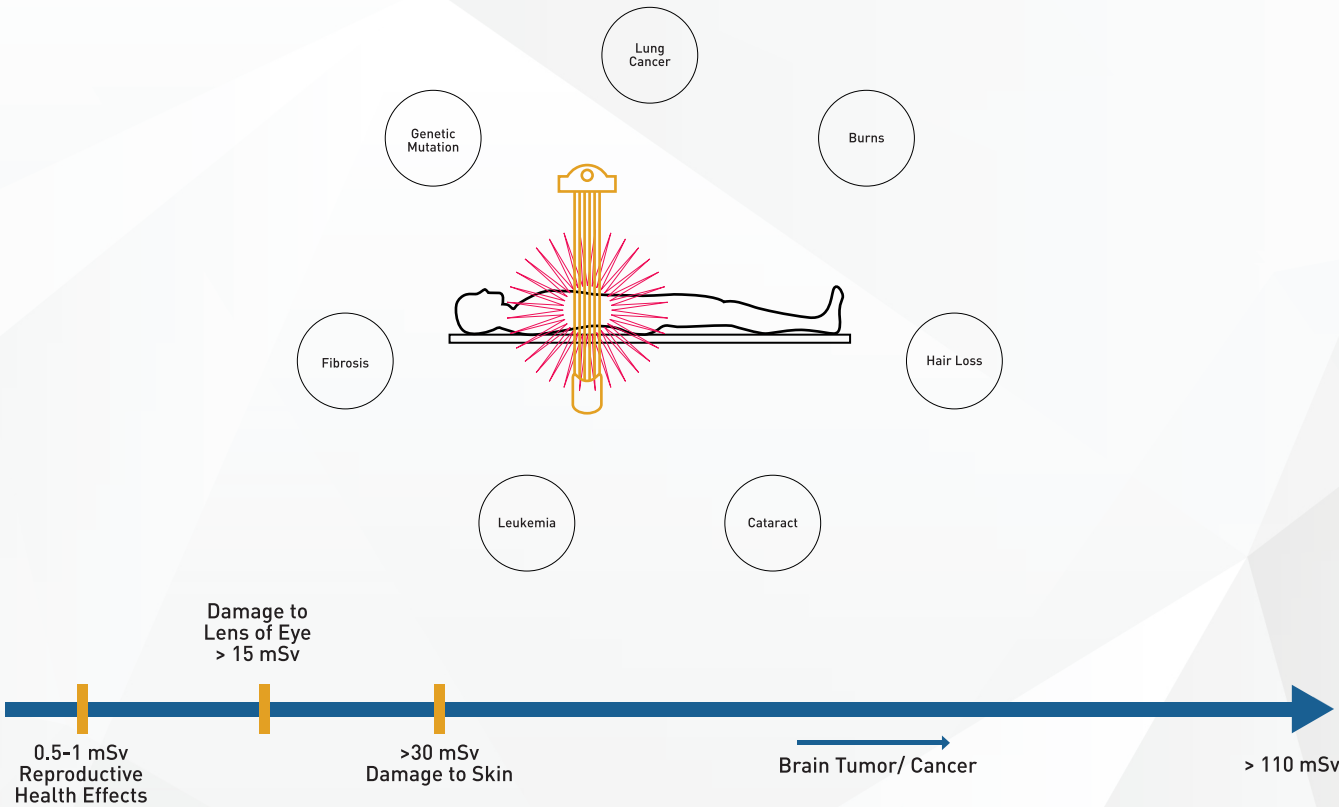 Lung
Cancer
Genetic
Mutation
Burns
Fibrosis
Hair Loss
Leukemia
Cataract
Damage to
Lens of Eye
> 15 mSv
0.5-1 mSv
Reproductive
Health Effects
>30 mSv
Damage to Skin
Brain Tumor/ Cancer
> 110 mSv